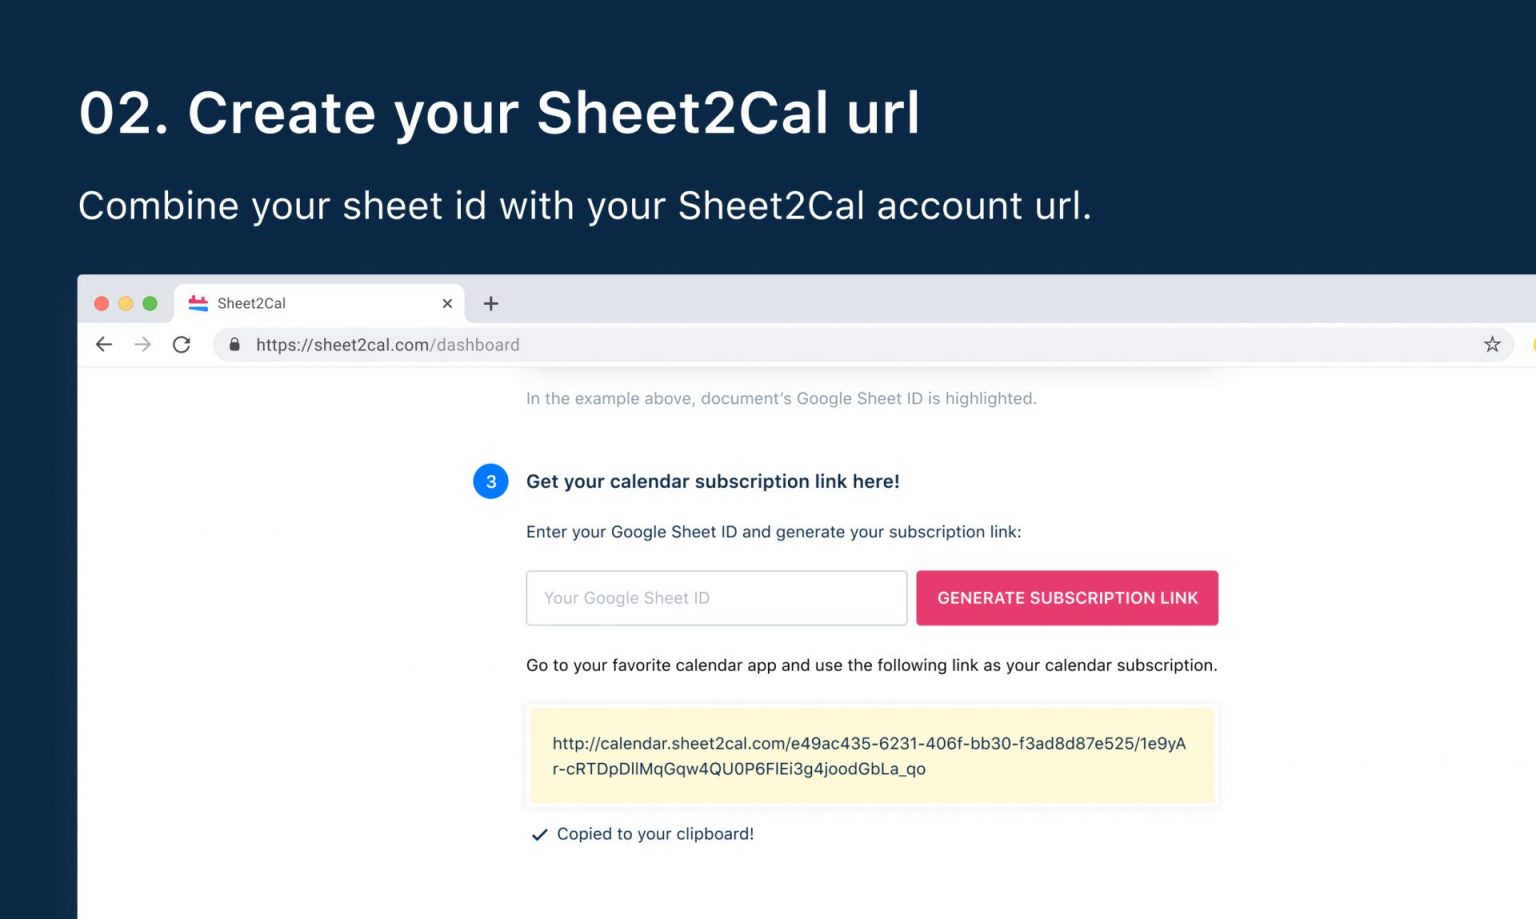 02. Create your Sheet2Cal url
Combine your sheet id with your Sheet2Cal account url.
Sheet2Cal
https://sheet2cal.com/dashboard
In the example above, document's Google Sheet ID is highlighted.
3 Get your calendar subscription link here!
Enter your Google Sheet ID and generate your subscription link:
Your Google Sheet ID GENERATE SUBSCRIPTION LINK
Go to your favorite calendar app and use the following link as your calendar subscription.
http://calendar.sheet2cal.com/e49ac435-6231-406f-bb30-f3ad8d87e525/1e9yA
r-cRTDpDllMqGqw4QU0P6FlEi3g4joodGbLa_qo
Copied to your clipboard!